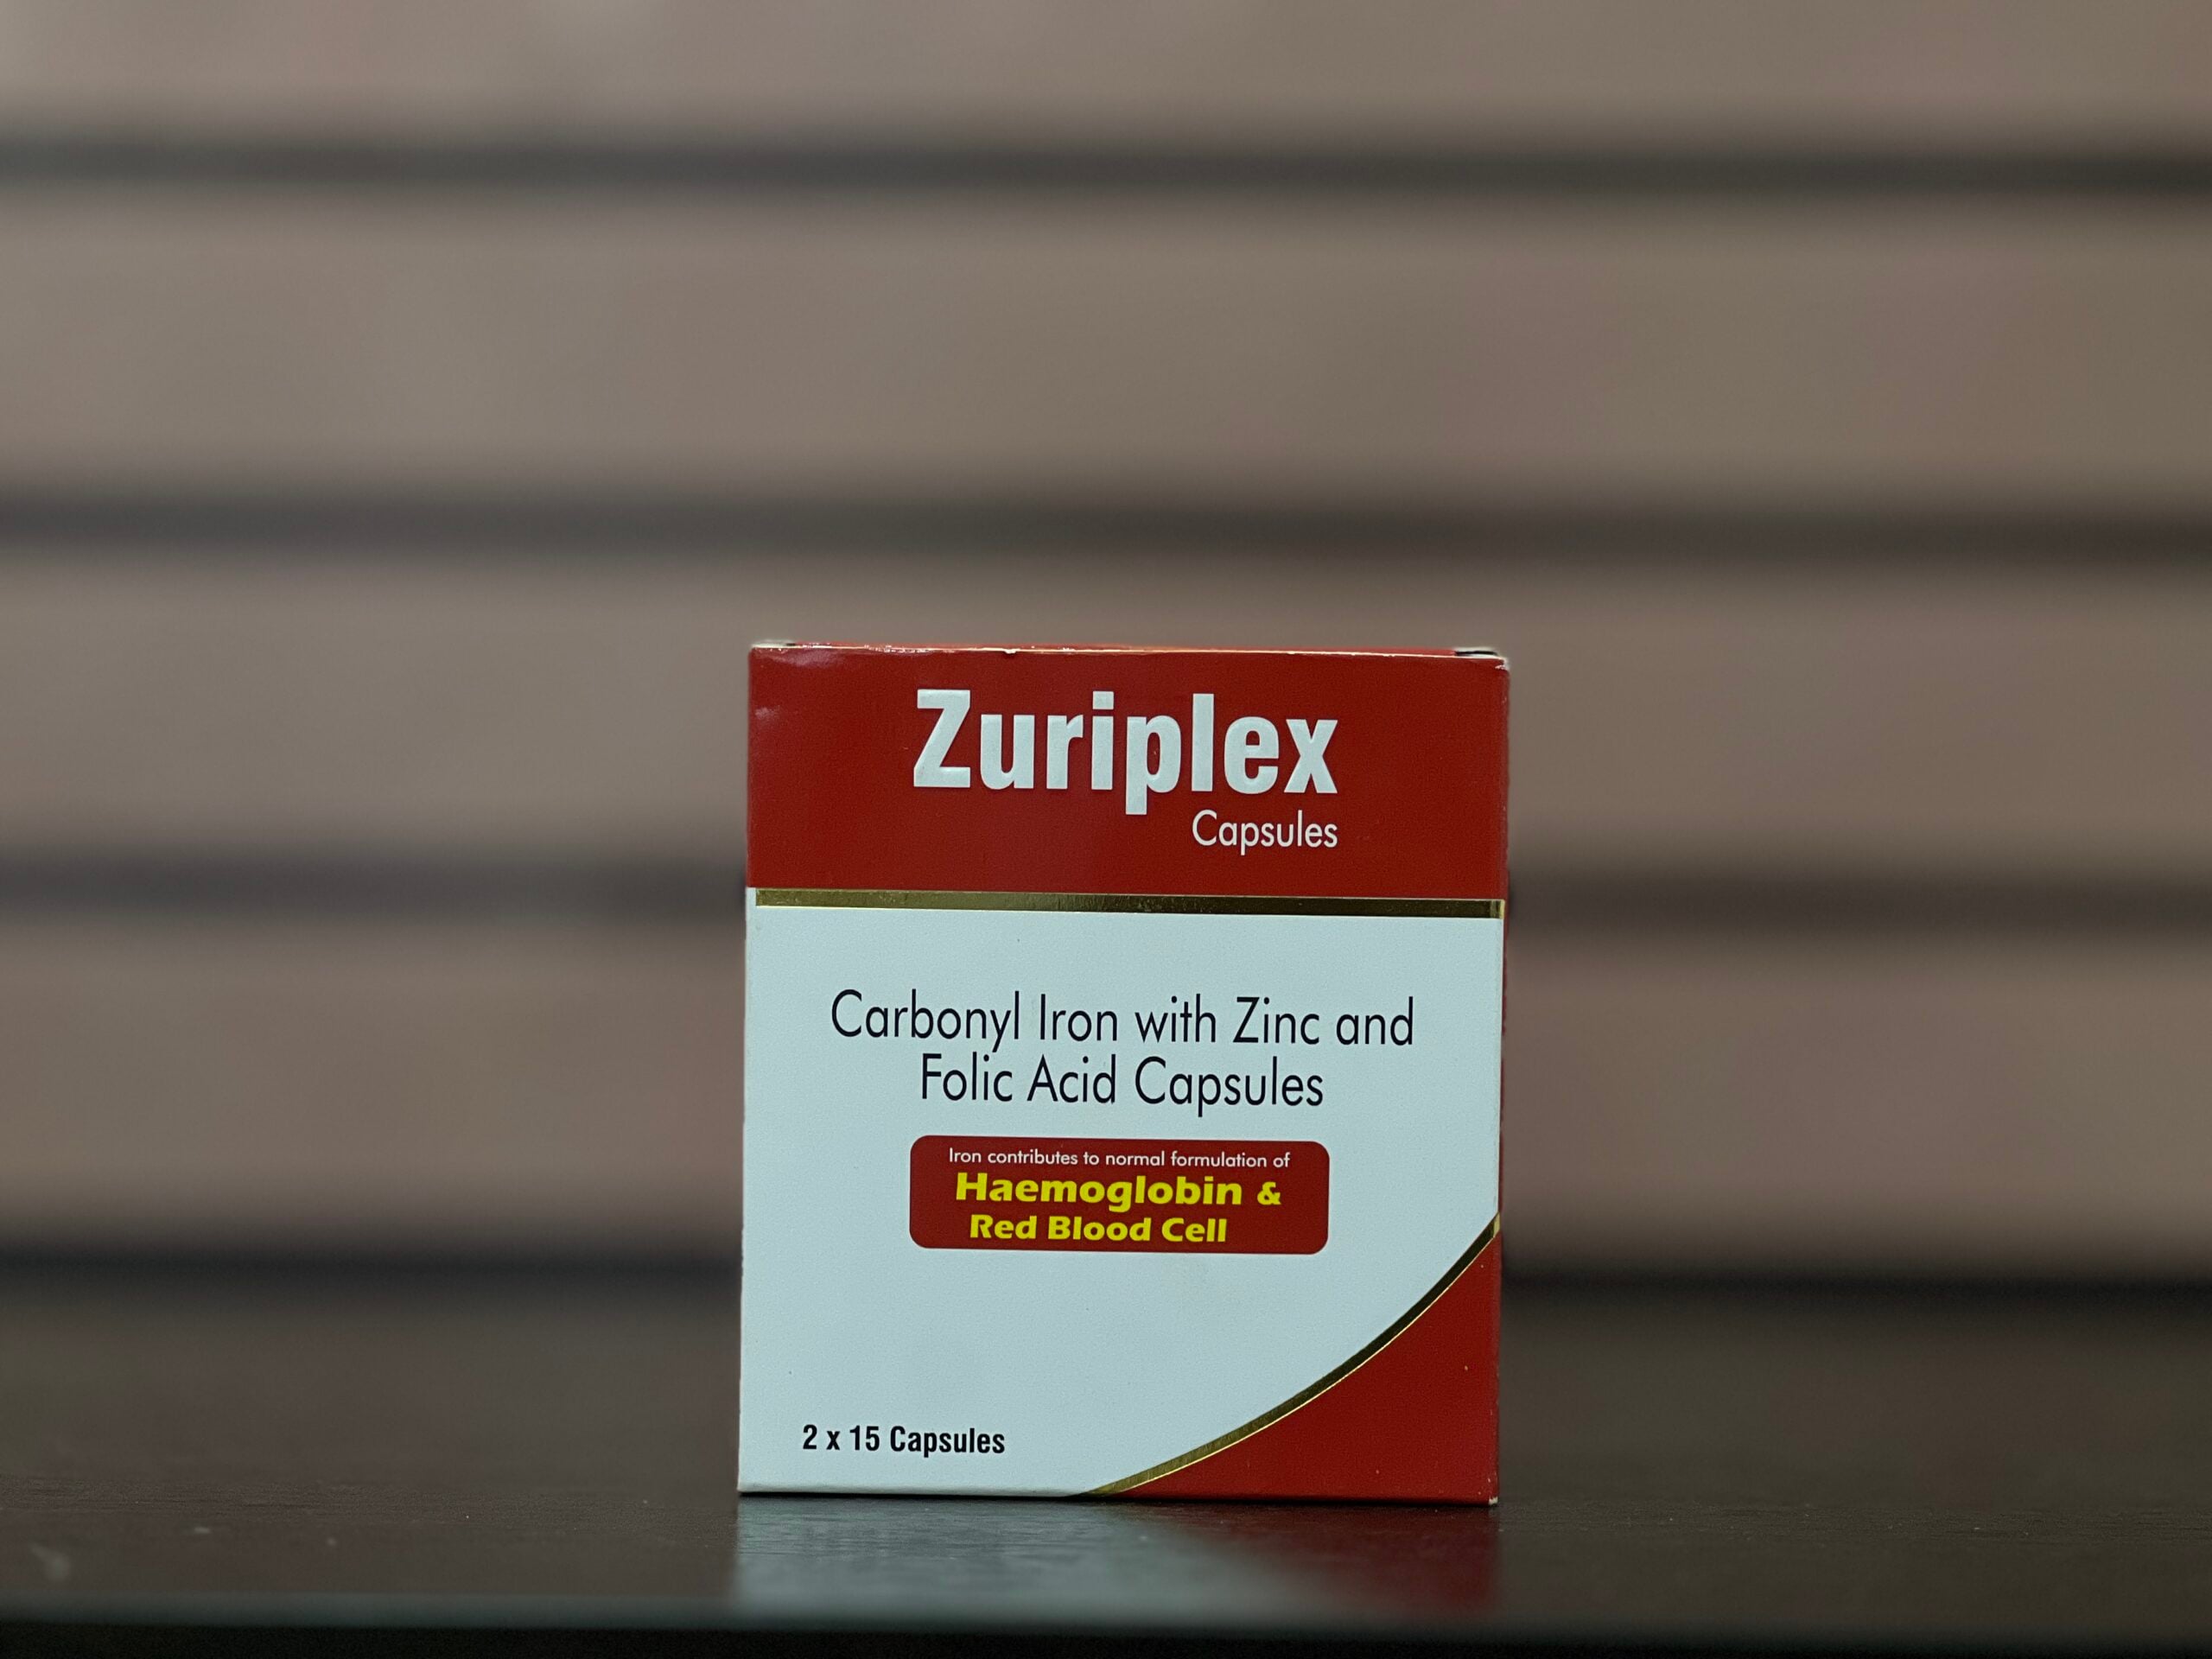 Zuriplex
Capsules
Carbonyl Iron with Zinc and
Folic Acid Capsules
Iron contributes to normal formulation of
Haemoglobin &
Red Blood Cell
2 x 15 Capsules